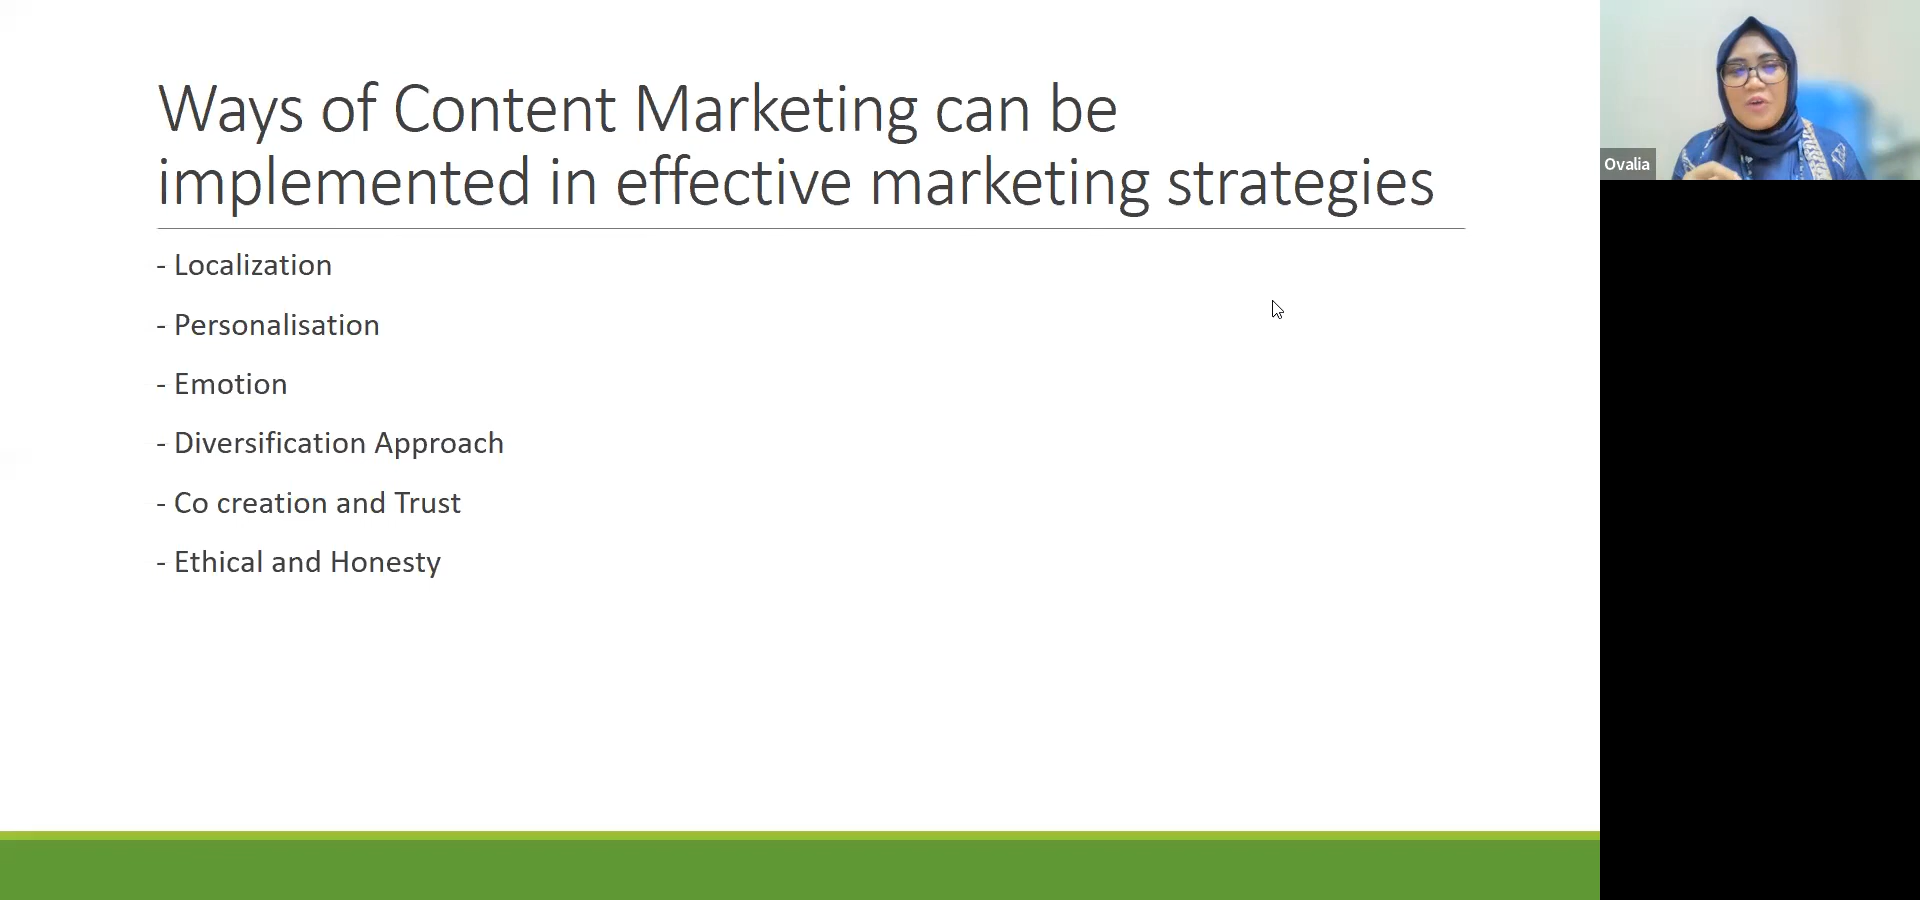 Ways of Content Marketing can be
implemented in effective marketing strategies
- Localization
- Personalisation
- Emotion
- Diversification Approach
- Co creation and Trust
- Ethical and Honesty
Ovalia